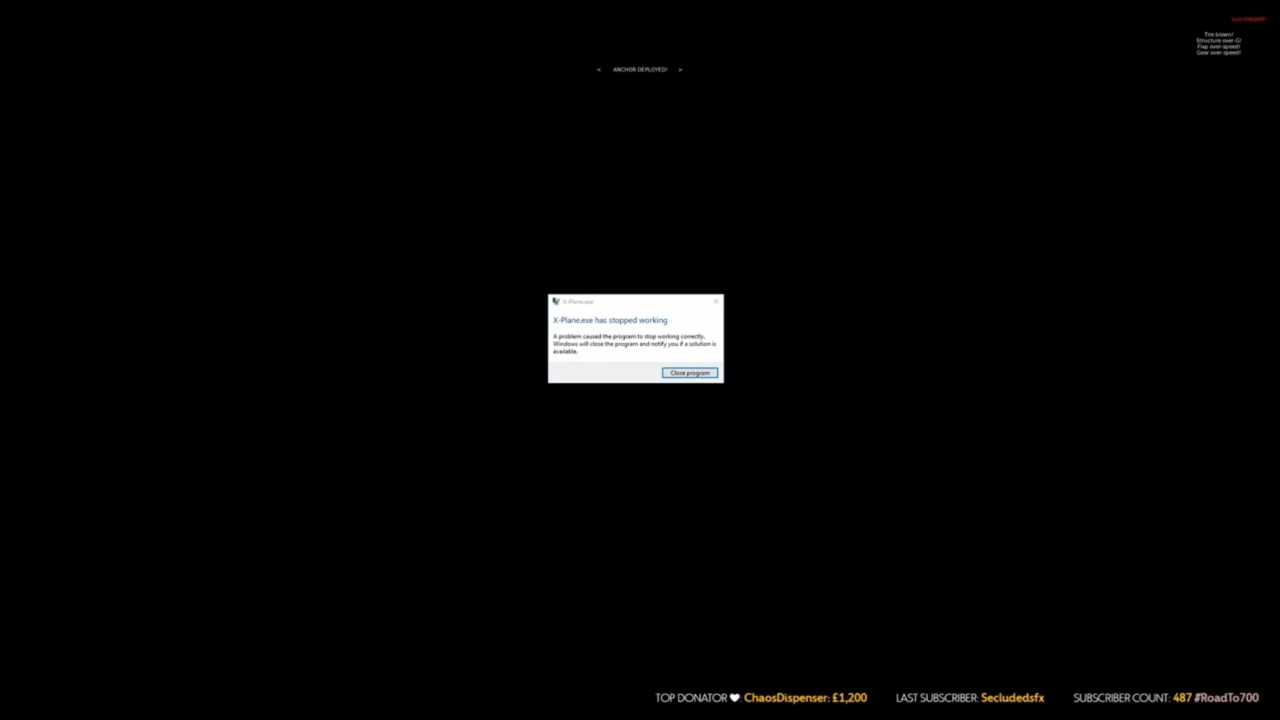 Tire blown!
Structure over-G!
Flap over-speed!
Gear over-speed!
< ANCHOR DEPLOYED! >
X-Plane.exe
X-Plane.exe has stopped working
A problem caused the program to stop working correctly.
Windows will close the program and notify you if a solution is
available.
Close program
TOP DONATOR ♥: ChaosDispenser: £1,200 LAST SUBSCRIBER: Secludedsfx SUBSCRIBER COUNT: 487 #RoadTo700